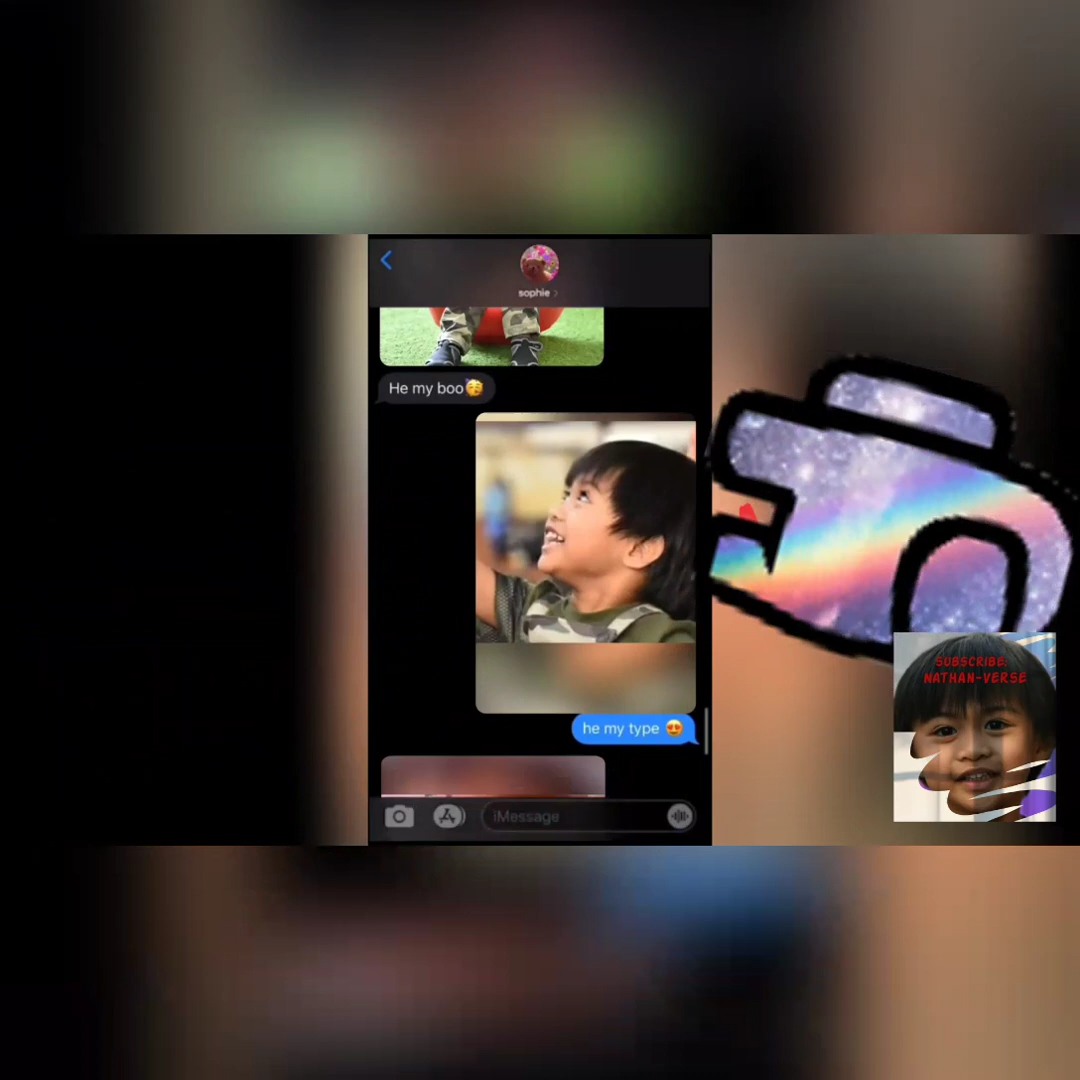 sophie
He my boo🥳
he my type 😍
iMessage
SUBSCRIBE:
NATHAN-VERSE